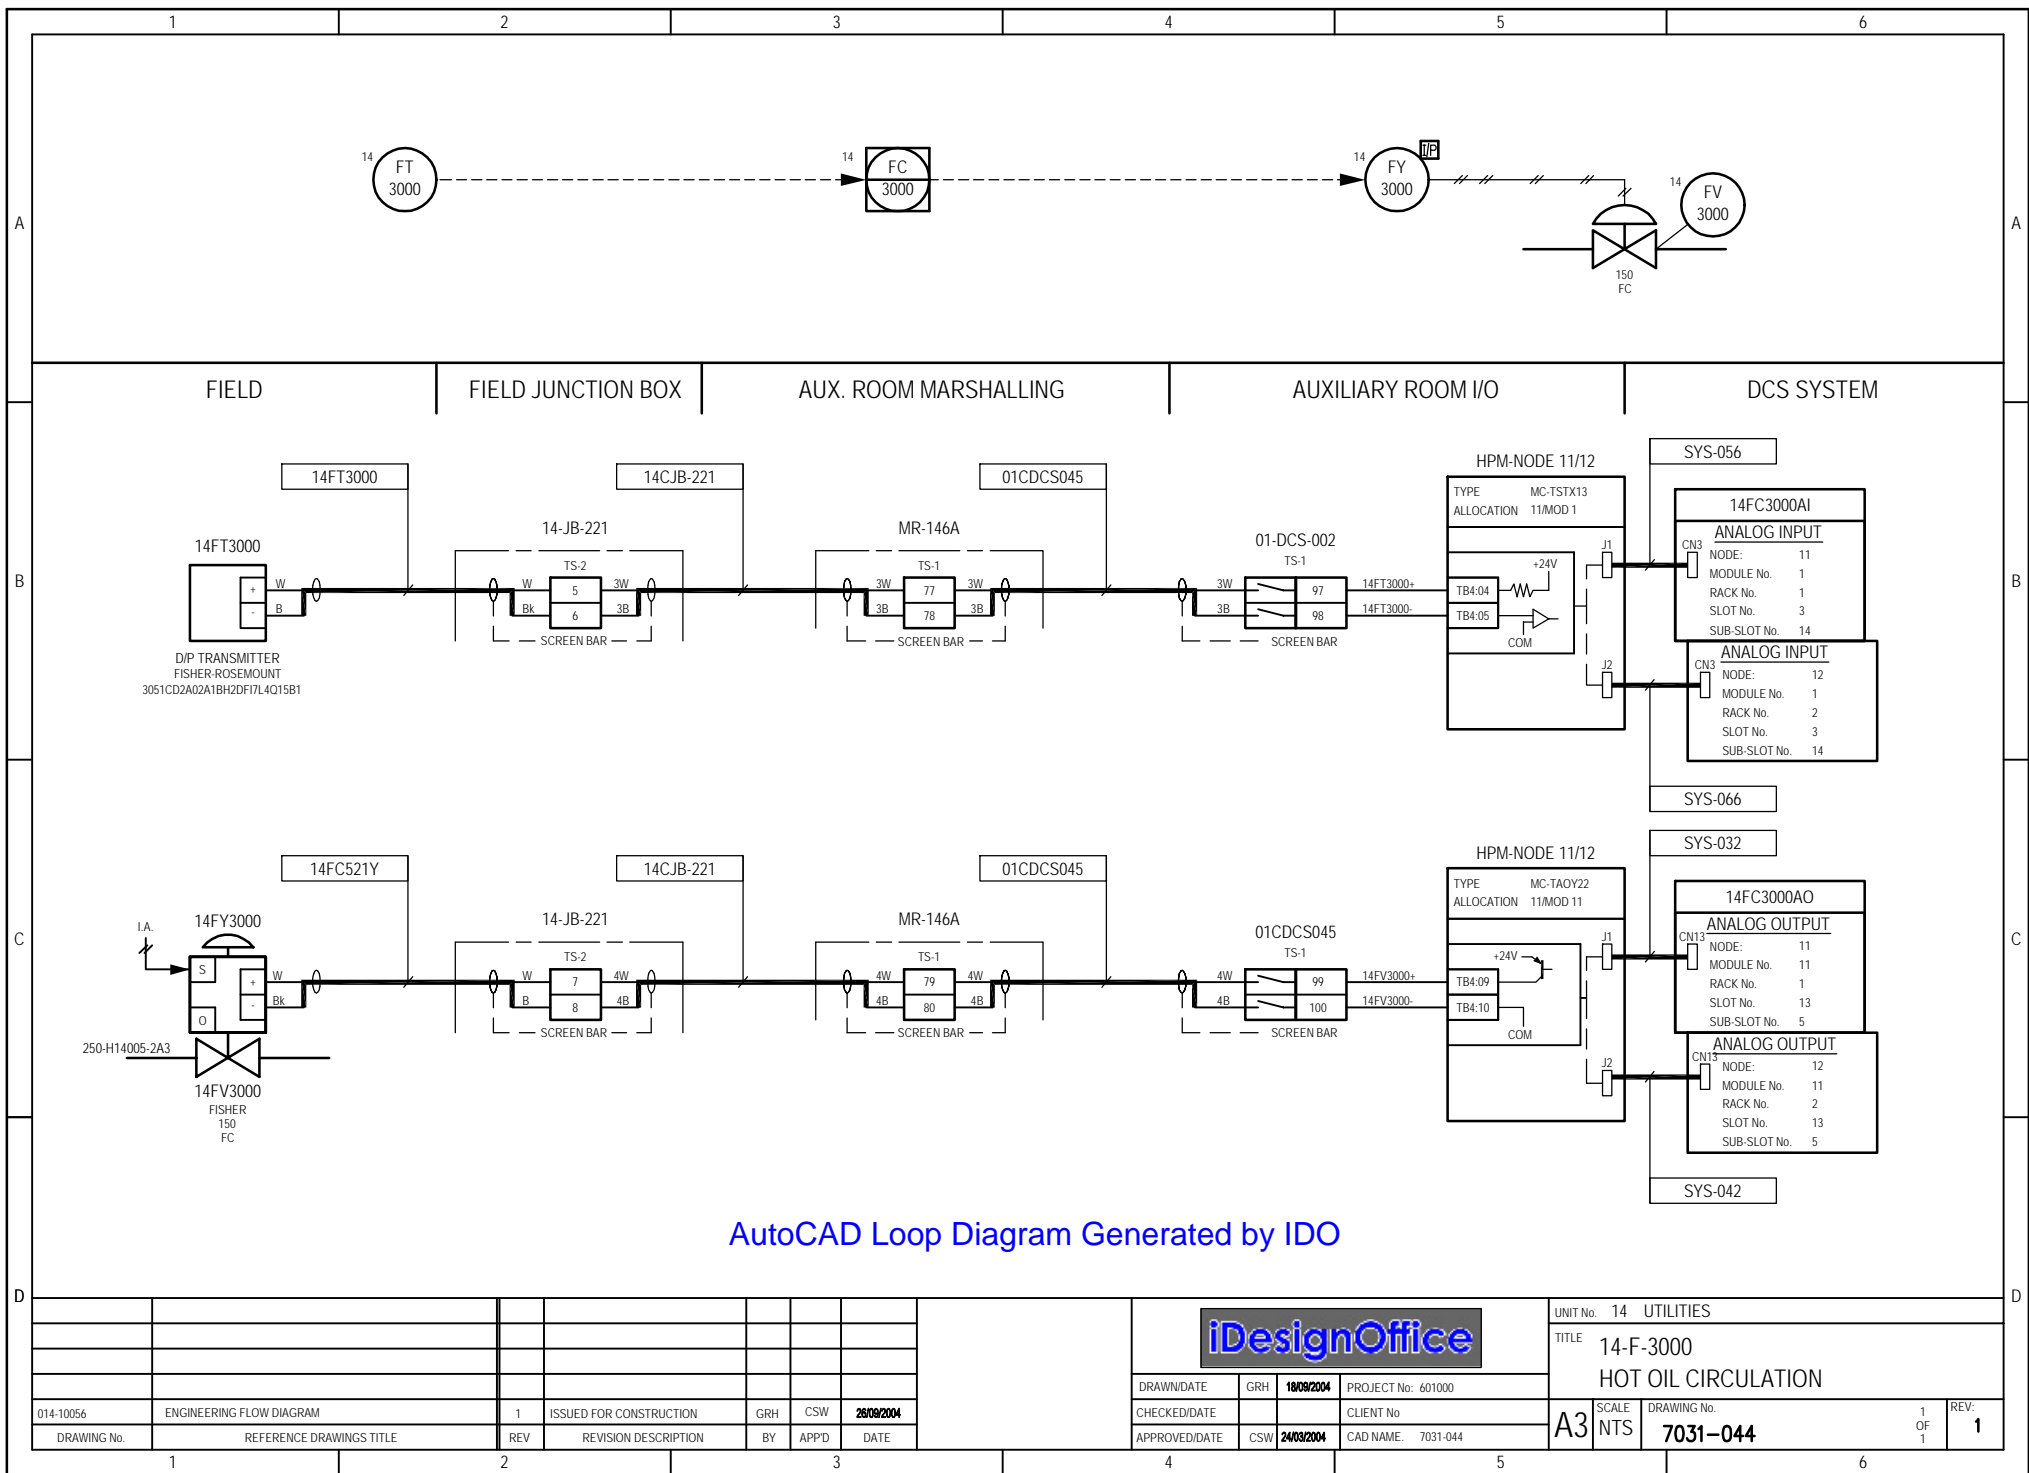 1 2 3 4 5 6
A
A
14
FT
3000
14
FC
3000
14
FY
3000
I/P
14
FV
3000
150
FC
FIELD
FIELD JUNCTION BOX
AUX. ROOM MARSHALLING
AUXILIARY ROOM I/O
DCS SYSTEM
B
B
14FT3000
14CJB-221
01CDCS045
14FT3000
+
-
W
B
D/P TRANSMITTER
FISHER-ROSEMOUNT
3051CD2A02A1BH2DFI7L4Q15B1
14-JB-221
TS-2
W 5 3W
Bk 6 3B
SCREEN BAR
MR-146A
TS-1
3W 77 3W
3B 78 3B
SCREEN BAR
01-DCS-002
TS-1
3W 97 14FT3000+
3B 98 14FT3000-
SCREEN BAR
HPM-NODE 11/12
TYPE MC-TSTX13
ALLOCATION 11/MOD 1
TB4:04
TB4:05
+24V
COM
J1
J2
SYS-056
CN3
14FC3000AI
ANALOG INPUT
NODE: 11
MODULE No. 1
RACK No. 1
SLOT No. 3
SUB-SLOT No. 14
CN3
ANALOG INPUT
NODE: 12
MODULE No. 1
RACK No. 2
SLOT No. 3
SUB-SLOT No. 14
SYS-066
C
C
14FC521Y
14CJB-221
01CDCS045
I.A.
14FY3000
S
O
+
-
W
Bk
250-H14005-2A3
14FV3000
FISHER
150
FC
14-JB-221
TS-2
W 7 4W
B 8 4B
SCREEN BAR
MR-146A
TS-1
4W 79 4W
4B 80 4B
SCREEN BAR
01CDCS045
TS-1
4W 99 14FV3000+
4B 100 14FV3000-
SCREEN BAR
HPM-NODE 11/12
TYPE MC-TAOY22
ALLOCATION 11/MOD 11
TB4:09
TB4:10
+24V
COM
J1
J2
SYS-032
CN13
14FC3000AO
ANALOG OUTPUT
NODE: 11
MODULE No. 11
RACK No. 1
SLOT No. 13
SUB-SLOT No. 5
CN13
ANALOG OUTPUT
NODE: 12
MODULE No. 11
RACK No. 2
SLOT No. 13
SUB-SLOT No. 5
SYS-042
AutoCAD Loop Diagram Generated by IDO
D
D
014-10056 ENGINEERING FLOW DIAGRAM 1 ISSUED FOR CONSTRUCTION GRH CSW 26/09/2004
DRAWING No. REFERENCE DRAWINGS TITLE REV REVISION DESCRIPTION BY APP'D DATE
iDesignOffice
DRAWN/DATE GRH 18/09/2004 PROJECT No: 601000
CHECKED/DATE CLIENT No
APPROVED/DATE CSW 24/03/2004 CAD NAME. 7031-044
UNIT No. 14 UTILITIES
TITLE 14-F-3000
HOT OIL CIRCULATION
A3
SCALE
NTS
DRAWING No.
7031-044
1
OF
1
REV:
1
1 2 3 4 5 6